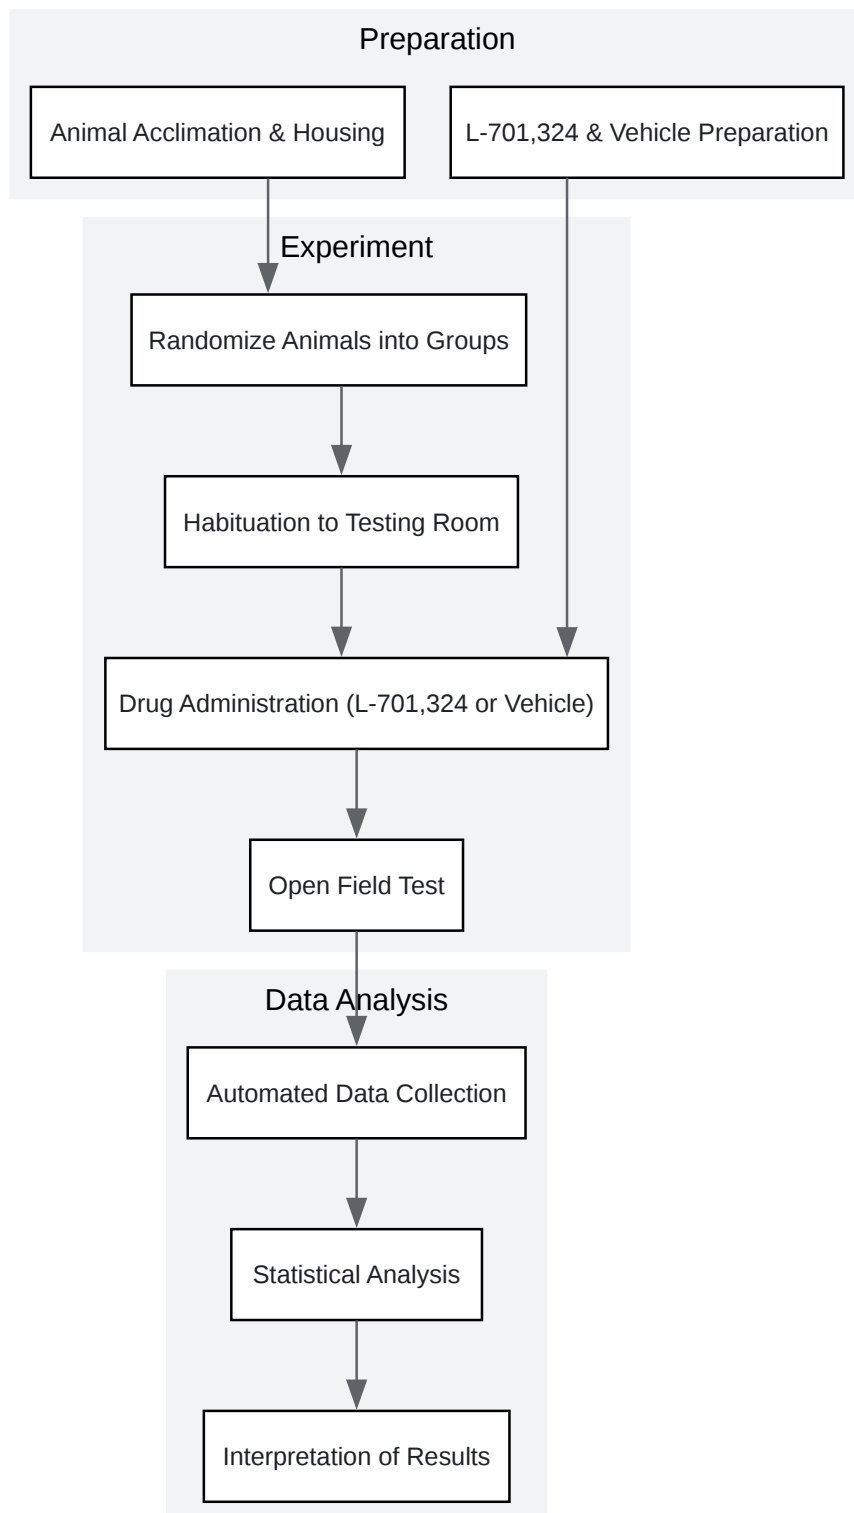 Preparation
Animal Acclimation & Housing
L-701,324 & Vehicle Preparation
Experiment
Randomize Animals into Groups
Habituation to Testing Room
Drug Administration (L-701,324 or Vehicle)
Open Field Test
Data Analysis
Automated Data Collection
Statistical Analysis
Interpretation of Results